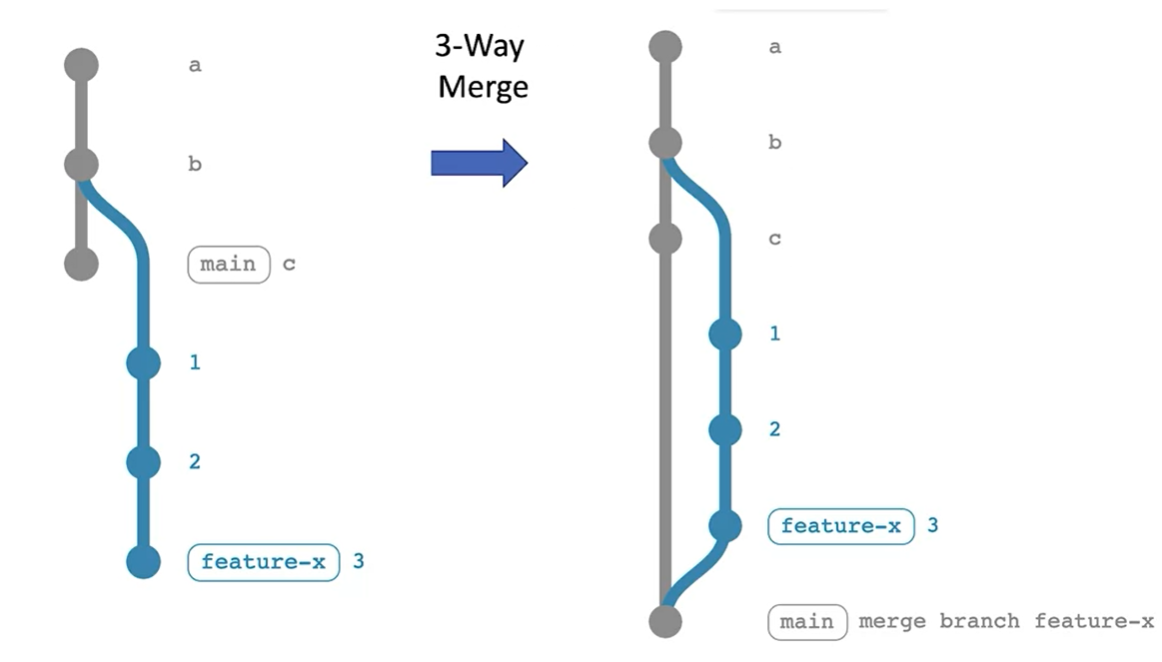 a
b
main c
1
2
feature-x 3
3-Way
Merge
a
b
c
1
2
feature-x 3
main merge branch feature-x